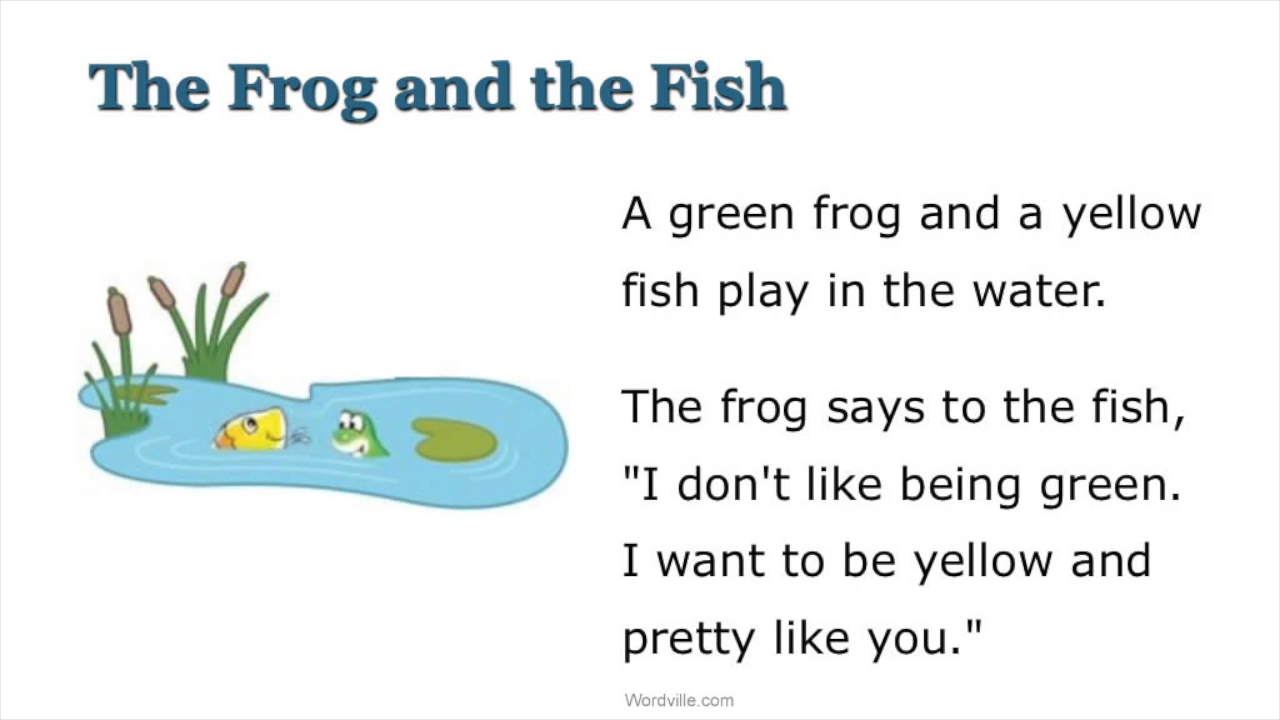 The Frog and the Fish
A green frog and a yellow
fish play in the water.
The frog says to the fish,
"I don't like being green.
I want to be yellow and
pretty like you."
Wordville.com